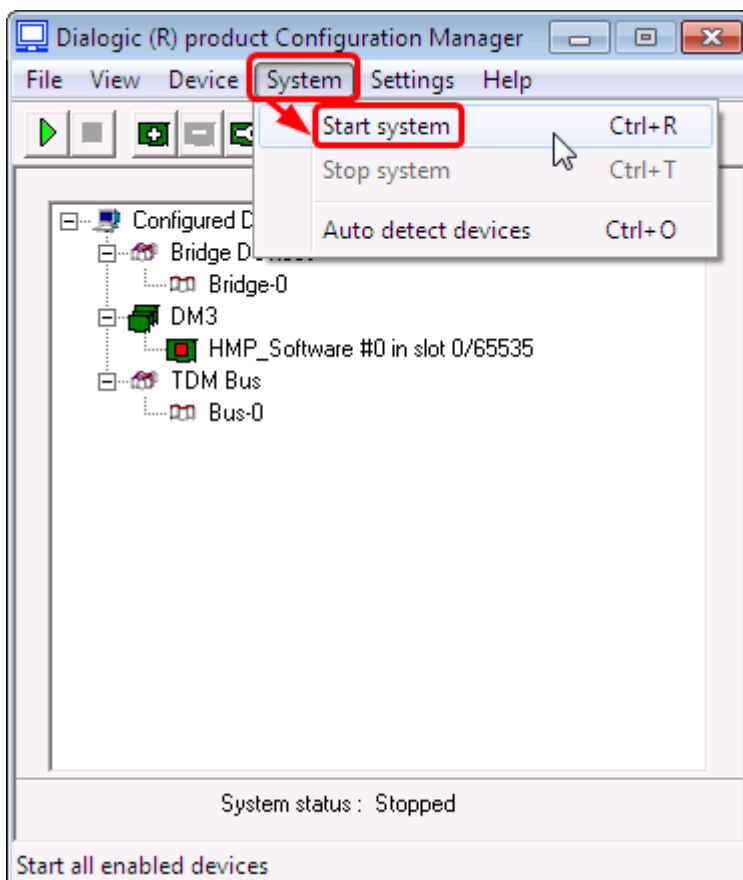 Dialogic (R) product Configuration Manager
File View Device System Settings Help
Start system Ctrl+R
Stop system Ctrl+T
Auto detect devices Ctrl+O
Configured D
Bridge
Bridge-0
DM3
HMP_Software #0 in slot 0/65535
TDM Bus
Bus-0
System status : Stopped
Start all enabled devices